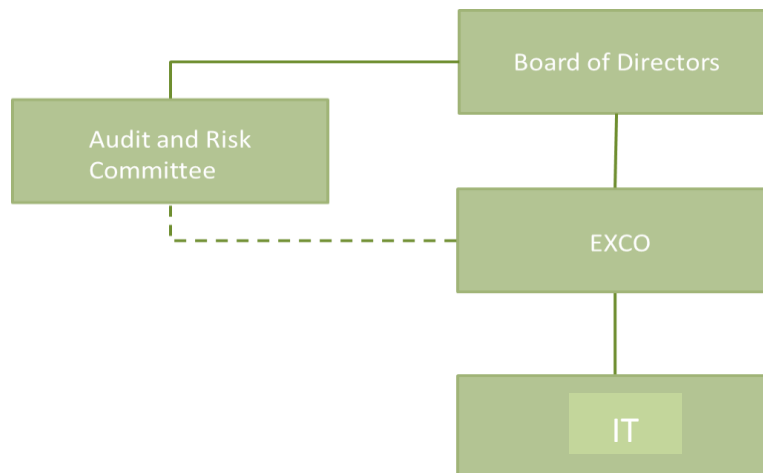 Board of Directors
Audit and Risk
Committee
EXCO
IT